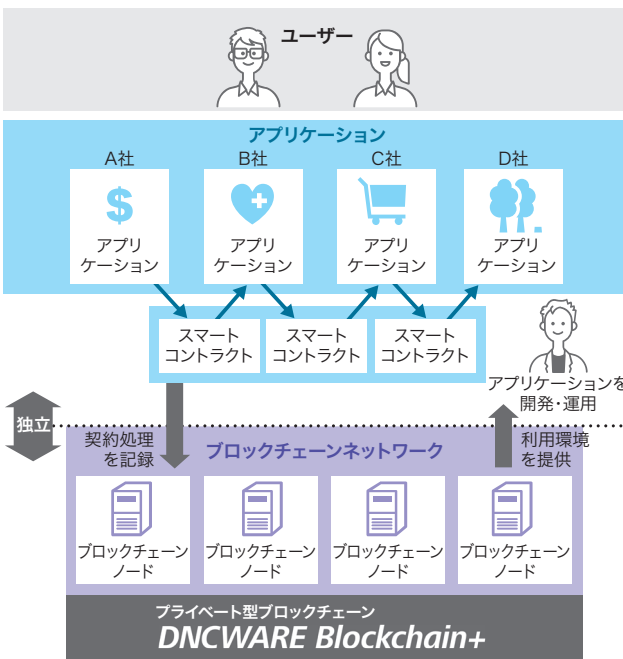 ユーザー
アプリケーション
A社
B社
C社
D社
アプリ
ケーション
アプリ
ケーション
アプリ
ケーション
アプリ
ケーション
スマート
コントラクト
スマート
コントラクト
スマート
コントラクト
アプリケーションを
開発・運用
独立
契約処理
を記録
ブロックチェーンネットワーク
利用環境
を提供
ブロックチェーン
ノード
ブロックチェーン
ノード
ブロックチェーン
ノード
ブロックチェーン
ノード
プライベート型ブロックチェーン
DNCWARE Blockchain+